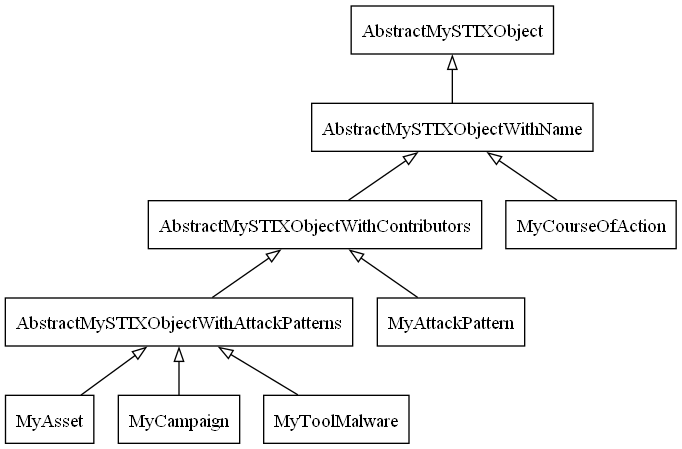 AbstractMySTIXObject
AbstractMySTIXObjectWithName
AbstractMySTIXObjectWithContributors
MyCourseOfAction
AbstractMySTIXObjectWithAttackPatterns
MyAttackPattern
MyAsset
MyCampaign
MyToolMalware